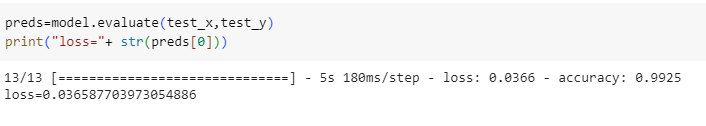 preds=model.evaluate(test_x,test_y)
print("loss="+ str(preds[0]))
13/13 [==============================] - 5s 180ms/step - loss: 0.0366 - accuracy: 0.9925
loss=0.036587703973054886